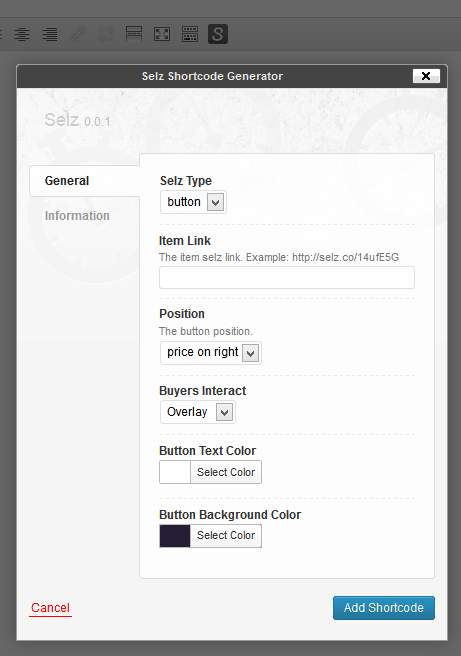 S
Selz Shortcode Generator
x
Selz 0.0.1
General
Information
Selz Type
button
Item Link
The item selz link. Example: http://selz.co/14ufE5G
Position
The button position.
price on right
Buyers Interact
Overlay
Button Text Color
Select Color
Button Background Color
Select Color
Cancel
Add Shortcode